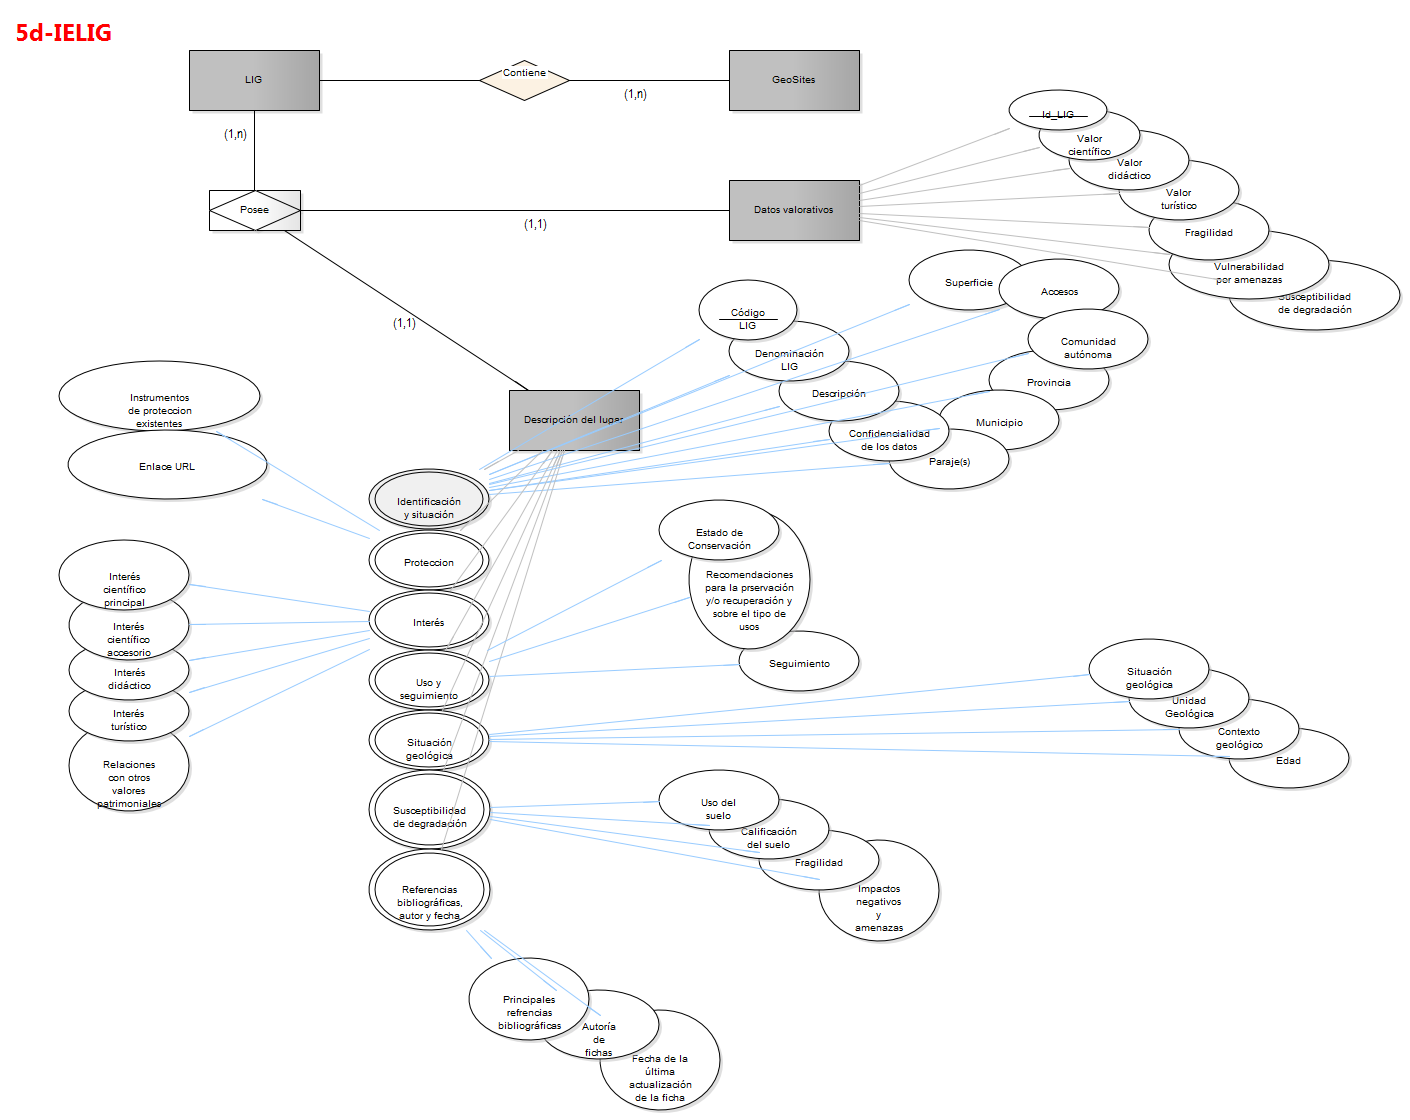 5d-IELIG
LIG
Contiene
GeoSites
(1,n)
(1,n)
Posee
(1,1)
Datos valorativos
Id_LIG
Valor
científico
Valor
didáctico
Valor
turístico
Fragilidad
Vulnerabilidad
por amenazas
Susceptibilidad
de degradación
(1,1)
Descripción del lugar
Código
LIG
Denominación
LIG
Descripción
Confidencialidad
de los datos
Superficie
Accesos
Comunidad
autónoma
Provincia
Municipio
Paraje(s)
Instrumentos
de proteccion
existentes
Enlace URL
Identificación
y situación
Proteccion
Interés
Uso y
seguimiento
Situación
geológica
Susceptibilidad
de degradación
Referencias
bibliográficas,
autor y fecha
Interés
científico
principal
Interés
científico
accesorio
Interés
didáctico
Interés
turístico
Relaciones
con otros
valores
patrimoniales
Estado de
Conservación
Recomendaciones
para la prservación
y/o recuperación y
sobre el tipo de
usos
Seguimiento
Situación
geológica
Unidad
Geológica
Contexto
geológico
Edad
Uso del
suelo
Calificación
del suelo
Fragilidad
Impactos
negativos
y
amenazas
Principales
refrencias
bibliográficas
Autoría
de
fichas
Fecha de la
última
actualización
de la ficha